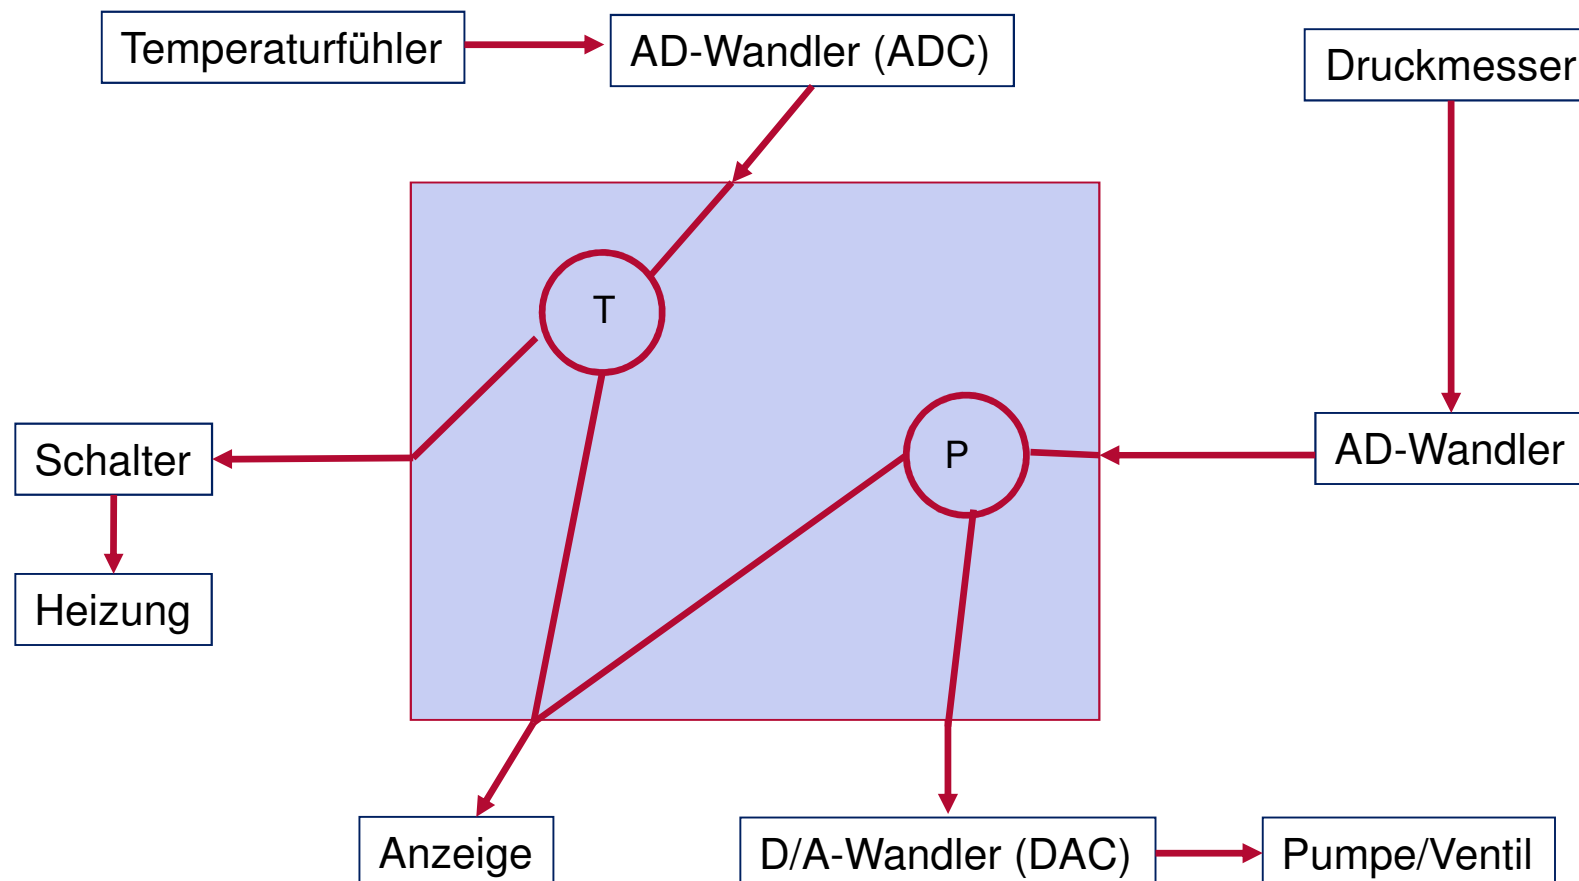 Temperaturfühler
AD-Wandler (ADC)
Druckmesser
T
P
Schalter
AD-Wandler
Heizung
Anzeige
D/A-Wandler (DAC)
Pumpe/Ventil